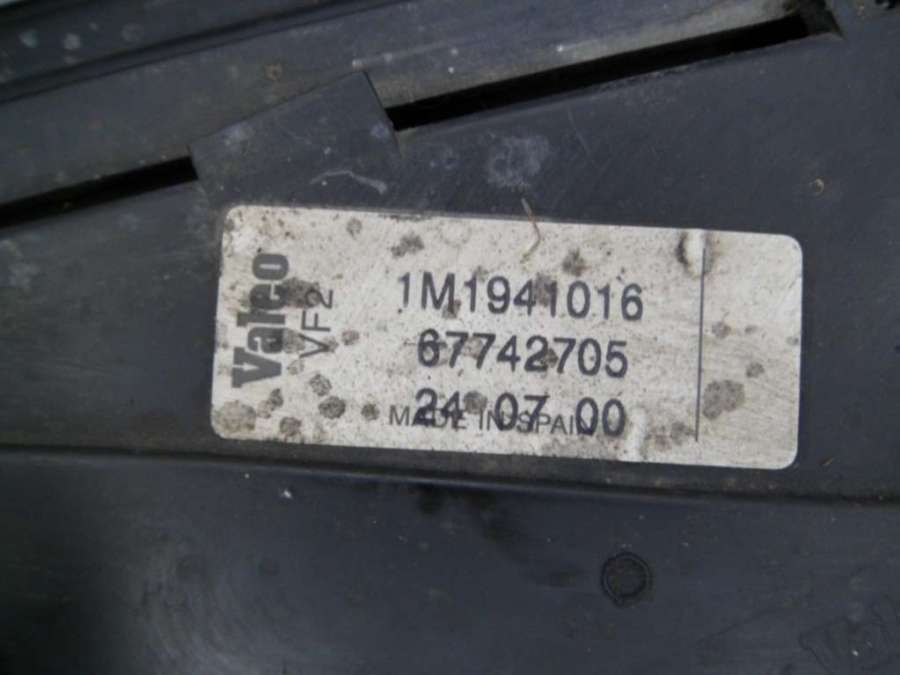 Valeo
VF2
1M1941016
67742705
24 07 00
MADE IN SPAIN